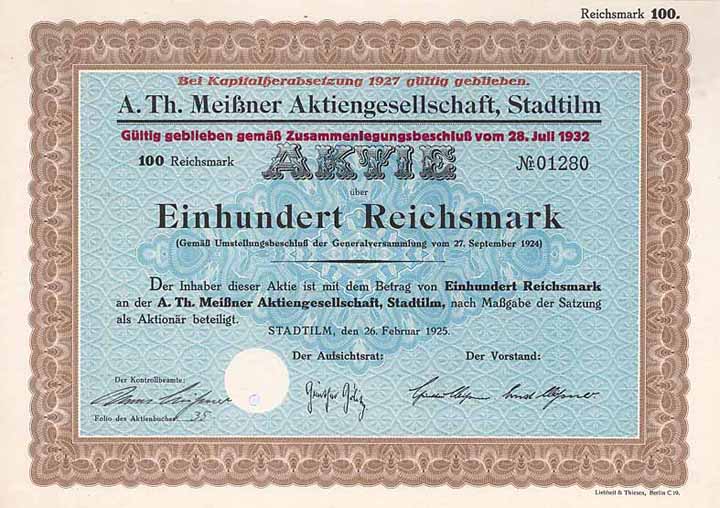 Reichsmark 100.
Bei Kapitalherabsetzung 1927 gültig geblieben.
A. Th. Meißner Aktiengesellschaft, Stadtilm
Gültig geblieben gemäß Zusammenlegungsbeschluß vom 28. Juli 1932
100 Reichsmark AKTIE № 01280
über
Einhundert Reichsmark
(Gemäß Umstellungsbeschluß der Generalversammlung vom 27. September 1924)
Der Inhaber dieser Aktie ist mit dem Betrag von Einhundert Reichsmark
an der A. Th. Meißner Aktiengesellschaft, Stadtilm, nach Maßgabe der Satzung
als Aktionär beteiligt.
STADTILM, den 26. Februar 1925.
Der Aufsichtsrat: Der Vorstand:
Der Kontrollbeamte:
Folio des Aktienbuches 35
Liebheit & Thiesen, Berlin C 19.